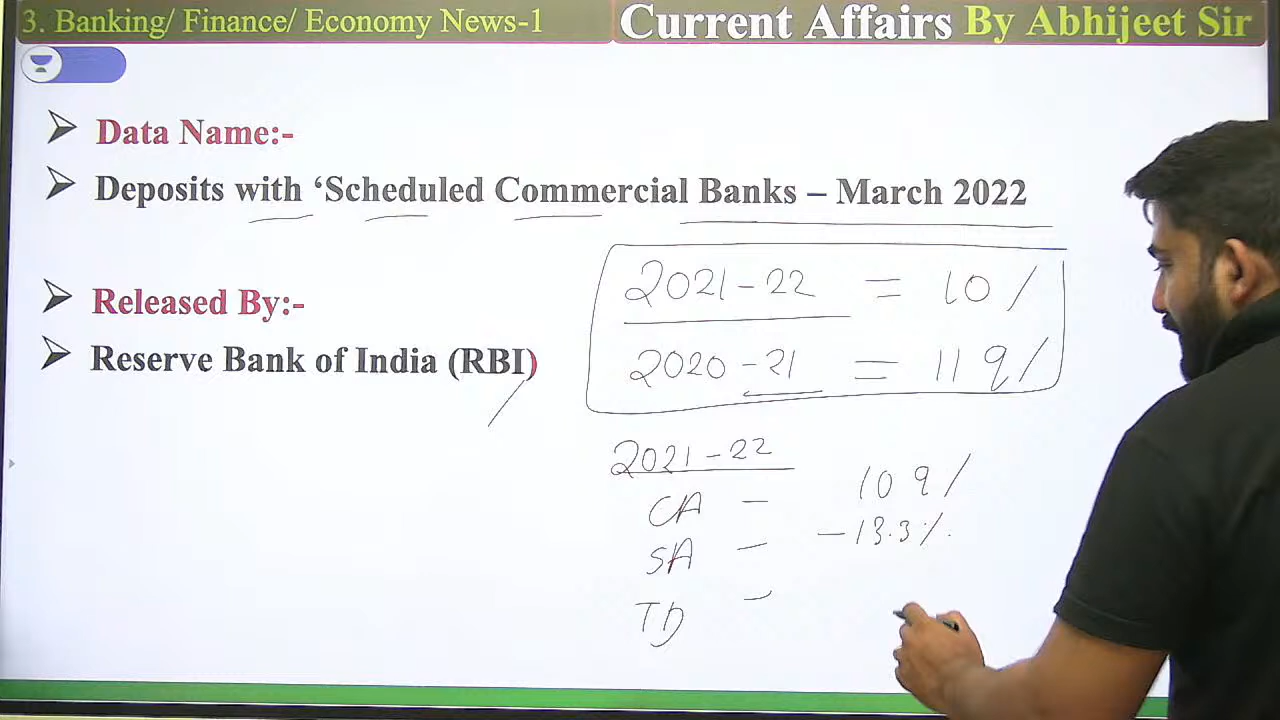 3. Banking/ Finance/ Economy News-1
Current Affairs By Abhijeet Sir
Data Name:-
Deposits with ‘Scheduled Commercial Banks – March 2022
Released By:-
Reserve Bank of India (RBI)
2021-22 = 10 %
2020-21 = 11.9 %
2021-22
CA - 10.9 %
SA - - 13.3 %
TD -